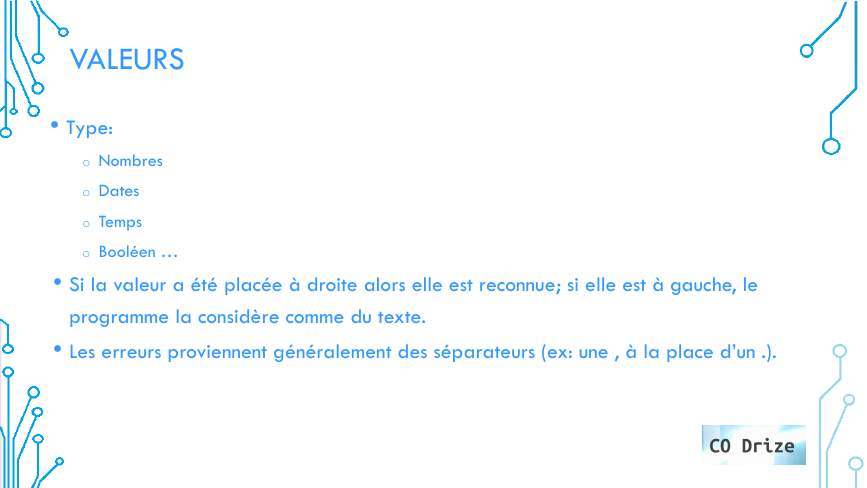 VALEURS
• Type:
o Nombres
o Dates
o Temps
o Booléen …
• Si la valeur a été placée à droite alors elle est reconnue; si elle est à gauche, le
programme la considère comme du texte.
• Les erreurs proviennent généralement des séparateurs (ex: une , à la place d’un .).
CO Drize